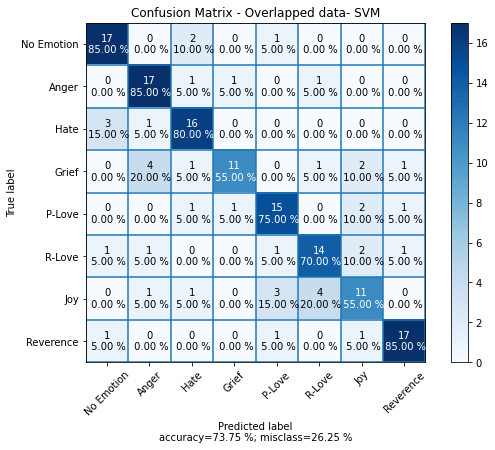 Confusion Matrix - Overlapped data- SVM
No Emotion 17 0 2 0 1 0 0 0
85.00 % 0.00 % 10.00 % 0.00 % 5.00 % 0.00 % 0.00 % 0.00 %
Anger 0 17 1 1 0 1 0 0
0.00 % 85.00 % 5.00 % 5.00 % 0.00 % 5.00 % 0.00 % 0.00 %
Hate 3 1 16 0 0 0 0 0
15.00 % 5.00 % 80.00 % 0.00 % 0.00 % 0.00 % 0.00 % 0.00 %
Grief 0 4 1 11 0 1 2 1
0.00 % 20.00 % 5.00 % 55.00 % 0.00 % 5.00 % 10.00 % 5.00 %
P-Love 0 0 1 1 15 0 2 1
0.00 % 0.00 % 5.00 % 5.00 % 75.00 % 0.00 % 10.00 % 5.00 %
R-Love 1 1 0 0 1 14 2 1
5.00 % 5.00 % 0.00 % 0.00 % 5.00 % 70.00 % 10.00 % 5.00 %
Joy 0 1 1 0 3 4 11 0
0.00 % 5.00 % 5.00 % 0.00 % 15.00 % 20.00 % 55.00 % 0.00 %
Reverence 1 0 0 0 1 0 1 17
5.00 % 0.00 % 0.00 % 0.00 % 5.00 % 0.00 % 5.00 % 85.00 %
True label
No Emotion Anger Hate Grief P-Love R-Love Joy Reverence
Predicted label
accuracy=73.75 %; misclass=26.25 %
16
14
12
10
8
6
4
2
0